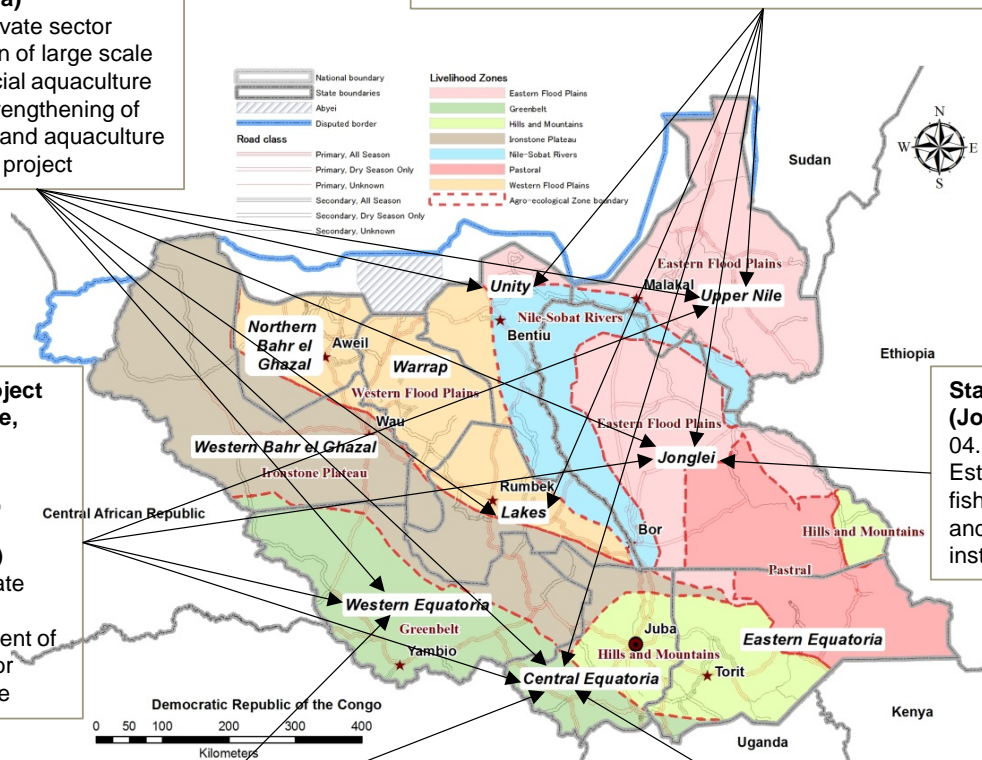 a)
vate sector
n of large scale
cial aquaculture
rengthening of
and aquaculture
project
National boundary
State boundaries
Abyei
Disputed border
Road class
Primary, All Season
Primary, Dry Season Only
Primary, Unknown
Secondary, All Season
Secondary, Dry Season Only
Secondary, Unknown
Livelihood Zones
Eastern Flood Plains
Greenbelt
Hills and Mountains
Ironstone Plateau
Nile-Sobat Rivers
Pastoral
Western Flood Plains
Agro-ecological Zone boundary
N
W
E
S
Sudan
Eastern Flood Plains
Unity
Malakal
Upper Nile
Nile-Sobat Rivers
Bentiu
Northern
Bahr el
Ghazal
Aweil
Warrap
Ethiopia
Western Flood Plains
Wau
Eastern Flood Plains
Western Bahr el Ghazal
Jonglei
Ironstone Plateau
Rumbek
Lakes
Central African Republic
Bor
Hills and Mountains
Pastral
Western Equatoria
Greenbelt
Yambio
Juba
Hills and Mountains
Eastern Equatoria
Torit
Central Equatoria
Democratic Republic of the Congo
Kenya
Uganda
0 50 100 200 300 400
Kilometers
oject
e,
)
ate
ent of
or
e
Sta
(Jo
04.
Est
fish
and
inst